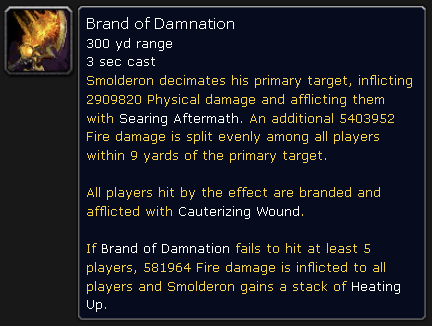 Brand of Damnation
300 yd range
3 sec cast
Smolderon decimates his primary target, inflicting
2909820 Physical damage and afflicting them
with Searing Aftermath. An additional 5403952
Fire damage is split evenly among all players
within 9 yards of the primary target.
All players hit by the effect are branded and
afflicted with Cauterizing Wound.
If Brand of Damnation fails to hit at least 5
players, 581964 Fire damage is inflicted to all
players and Smolderon gains a stack of Heating
Up.